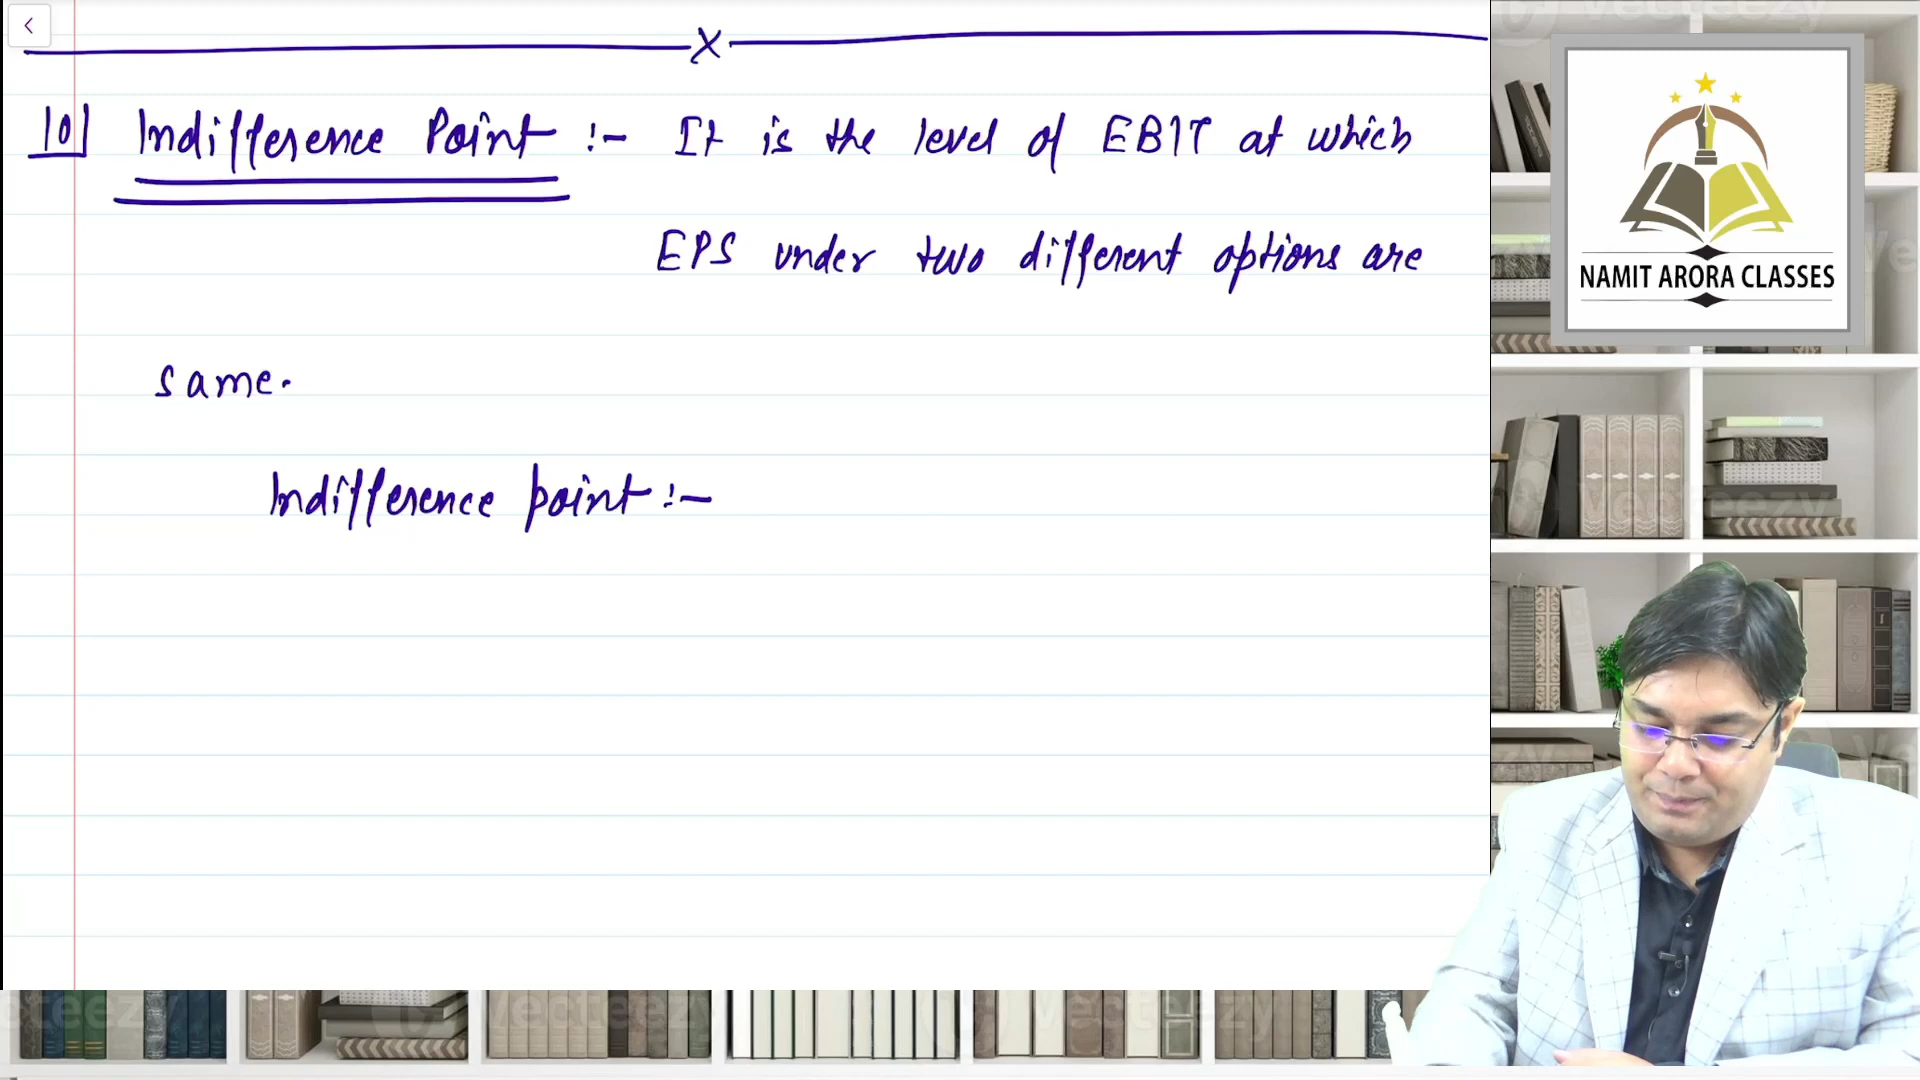 x
10] Indifference Point :- It is the level of EBIT at which
EPS under two different options are
same.
Indifference point :-
NAMIT ARORA CLASSES
vecteezy